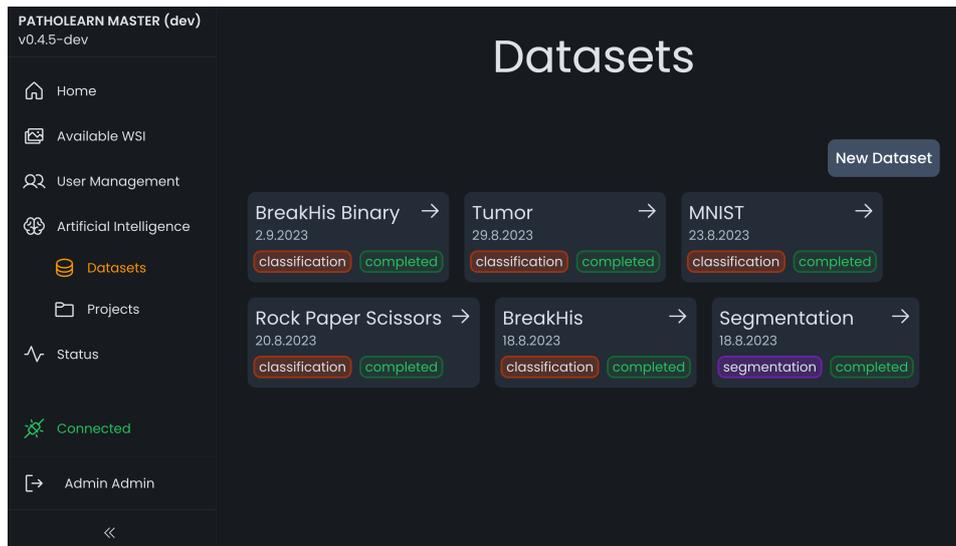 PATHOLEARN MASTER (dev)
v0.4.5-dev
Home
Available WSI
User Management
Artificial Intelligence
Datasets
Projects
Status
Connected
Admin Admin
Datasets
New Dataset
BreakHis Binary
2.9.2023
classification completed
Tumor
29.8.2023
classification completed
MNIST
23.8.2023
classification completed
Rock Paper Scissors
20.8.2023
classification completed
BreakHis
18.8.2023
classification completed
Segmentation
18.8.2023
segmentation completed